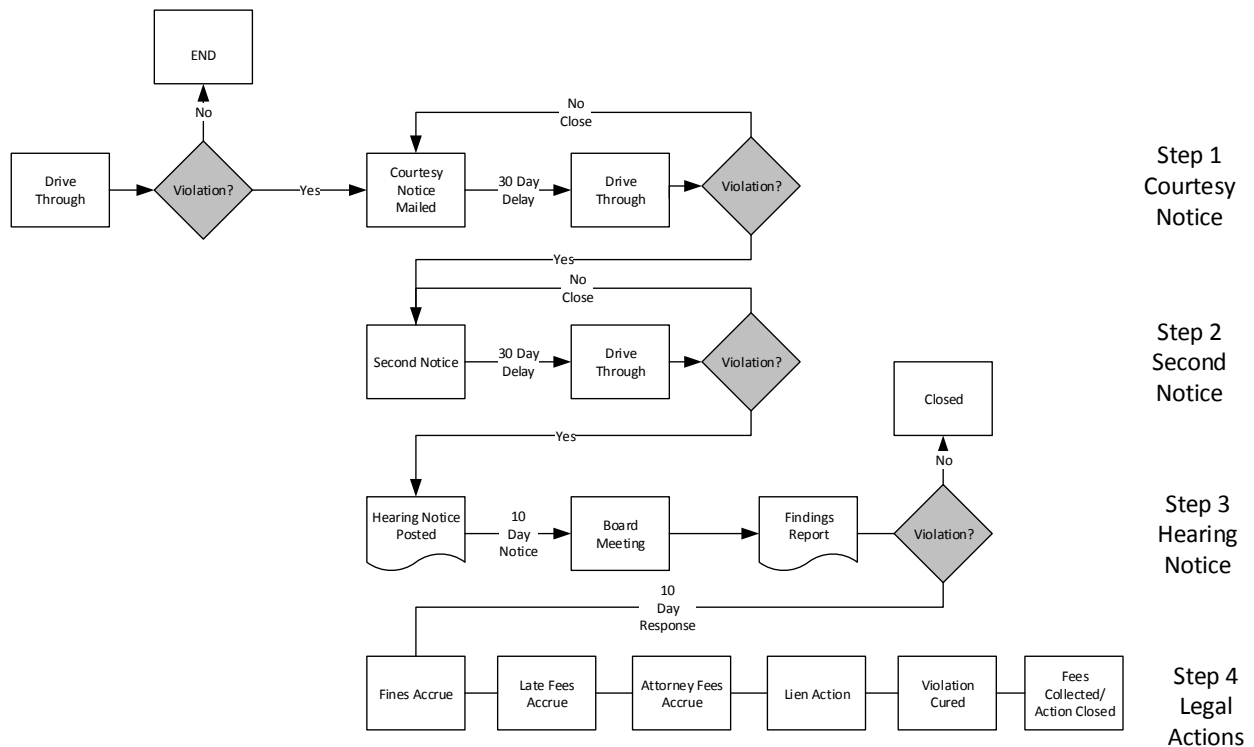 END
No
Drive
Through
Violation?
Yes
Courtesy
Notice
Mailed
30 Day
Delay
Drive
Through
Violation?
No
Close
Step 1
Courtesy
Notice
Yes
No
Close
Second Notice
30 Day
Delay
Drive
Through
Violation?
Step 2
Second
Notice
Yes
Closed
No
Hearing Notice
Posted
10
Day
Notice
Board
Meeting
Findings
Report
Violation?
Step 3
Hearing
Notice
10
Day
Response
Fines Accrue
Late Fees
Accrue
Attorney Fees
Accrue
Lien Action
Violation
Cured
Fees
Collected/
Action Closed
Step 4
Legal
Actions